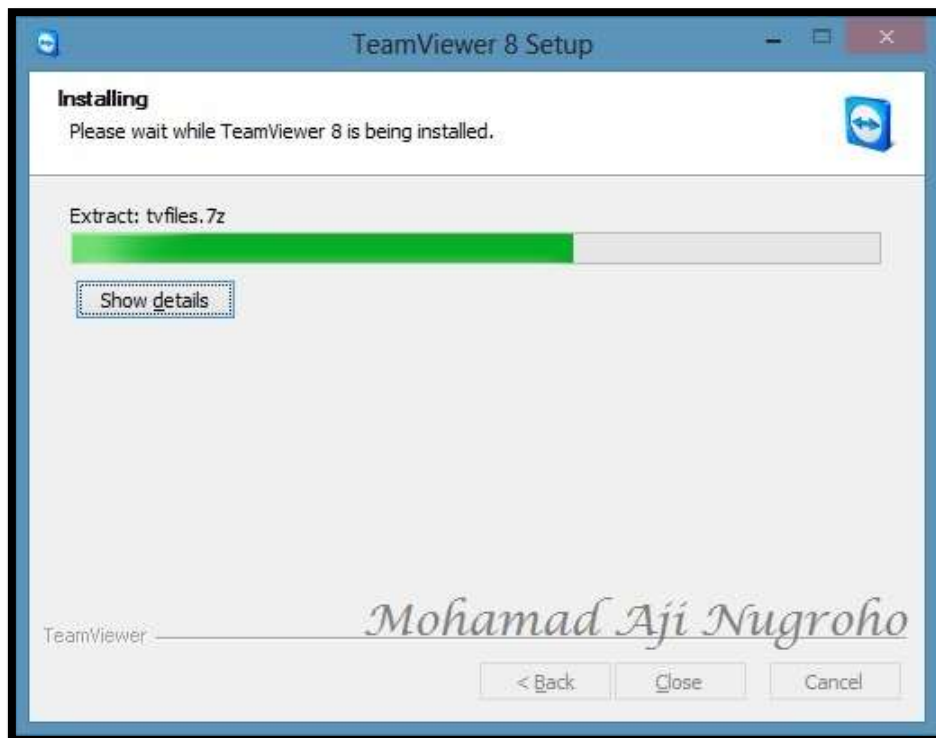 TeamViewer 8 Setup
Installing
Please wait while TeamViewer 8 is being installed.
Extract: tvfiles.7z
Show details
Mohamad Aji Nugroho
TeamViewer
< Back Close Cancel